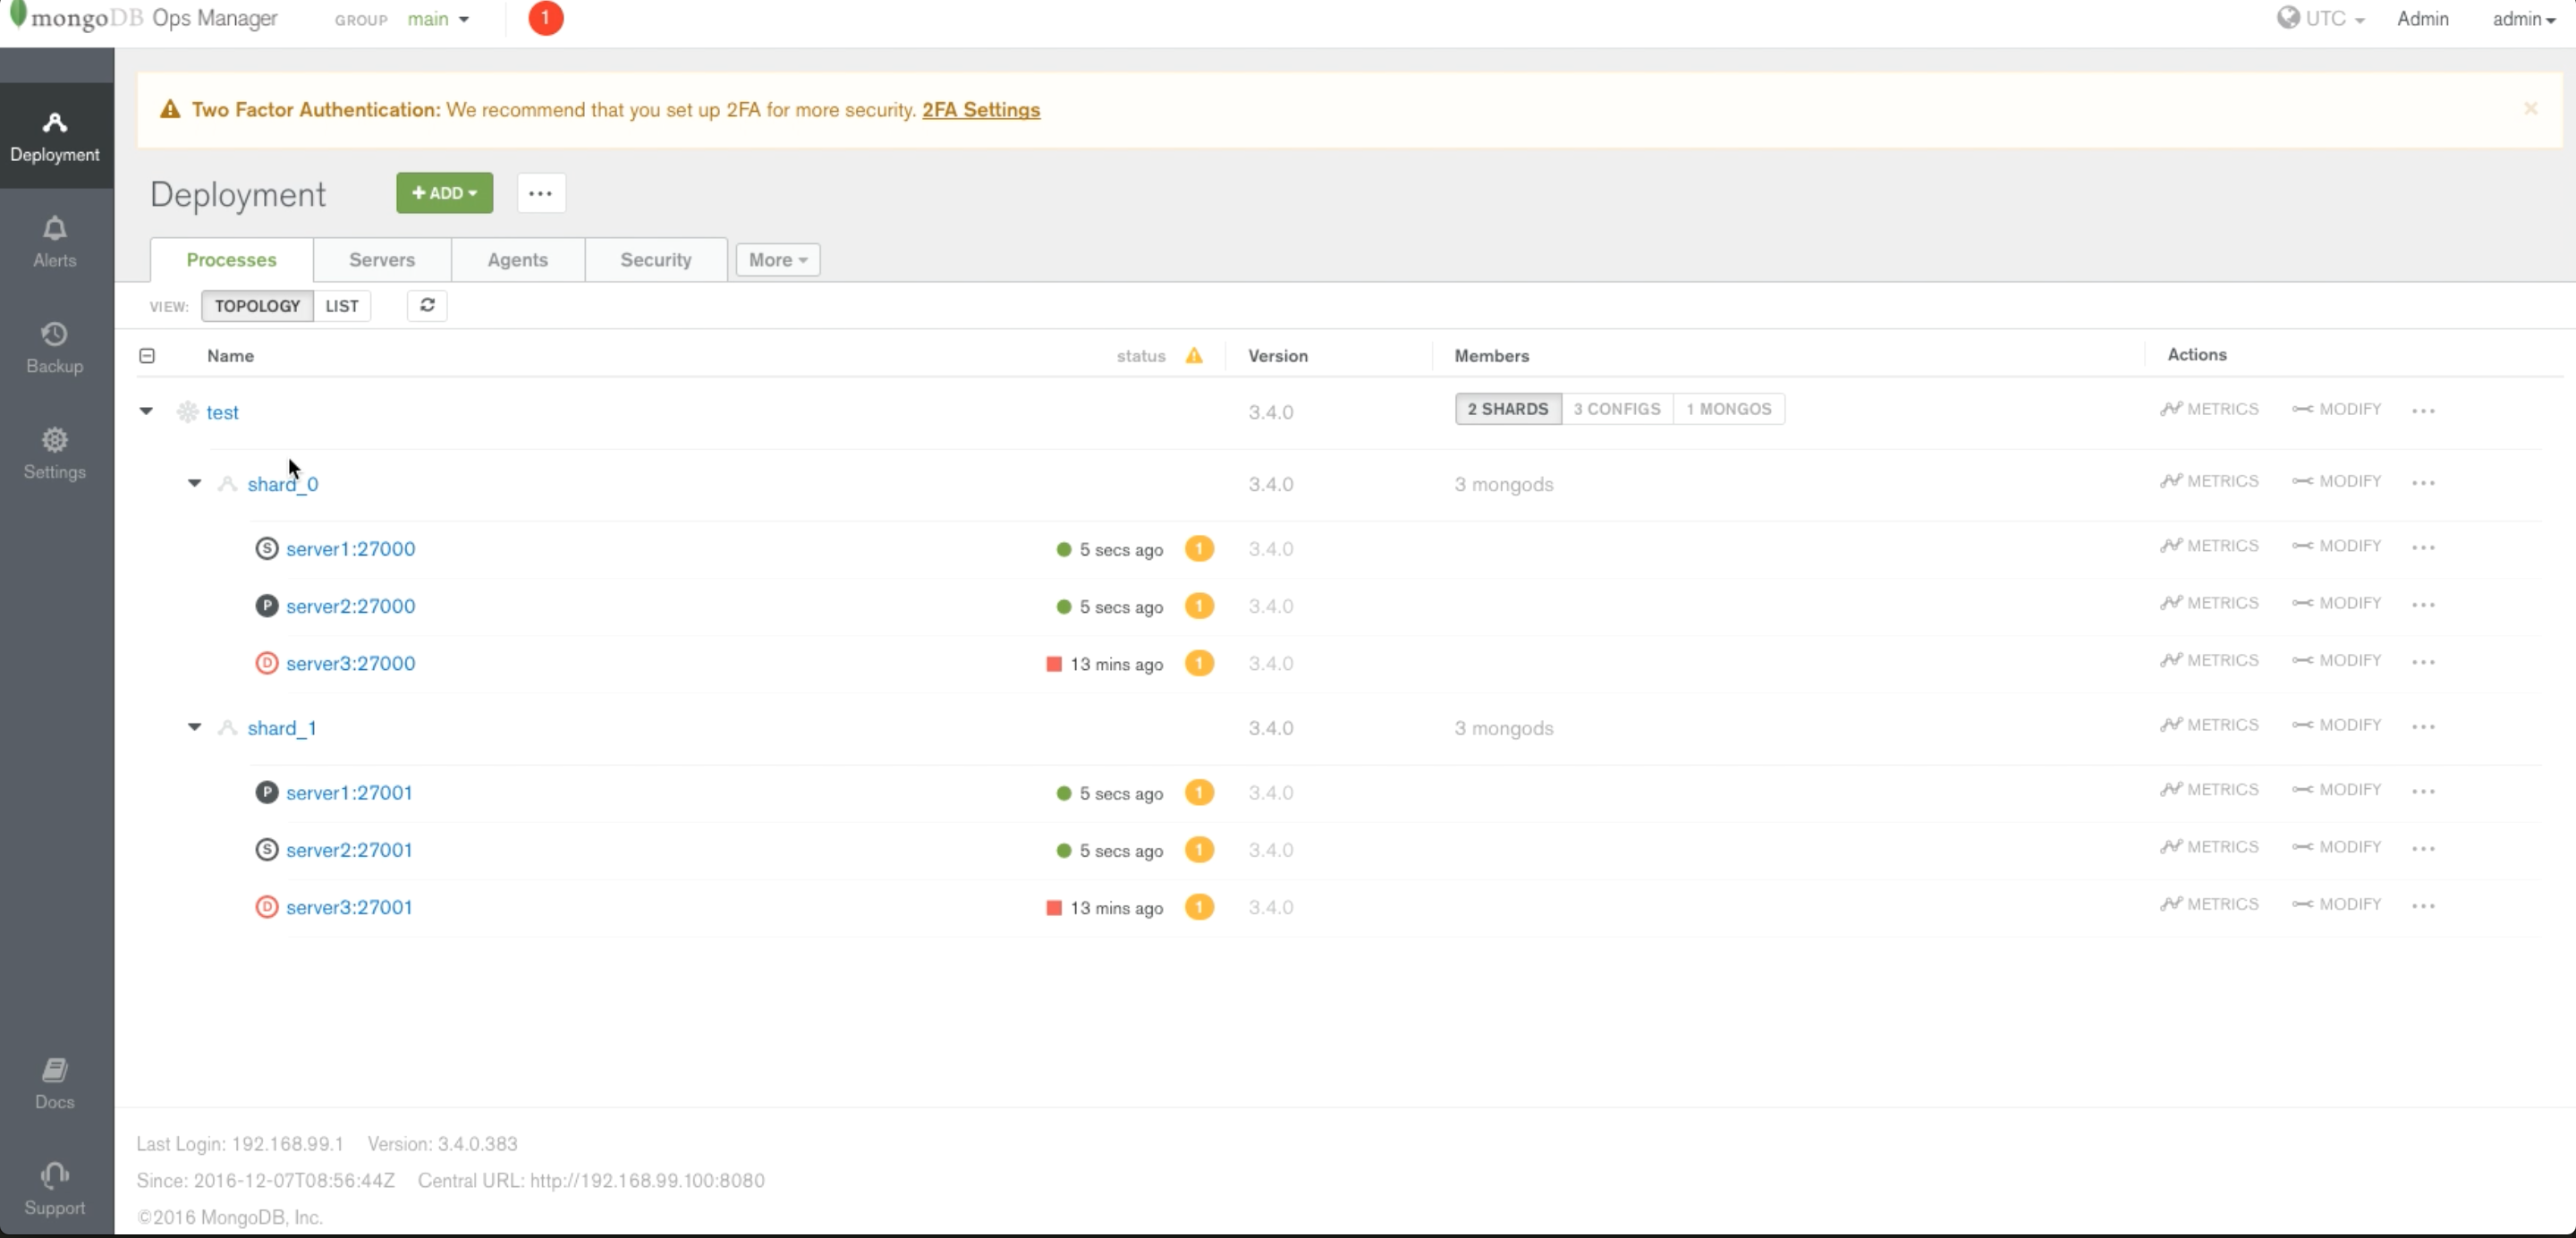 mongoDB Ops Manager GROUP main 1 UTC Admin admin
Two Factor Authentication: We recommend that you set up 2FA for more security. 2FA Settings ×
Deployment
Alerts
Backup
Settings
Docs
Support
Deployment + ADD ...
Processes Servers Agents Security More
VIEW: TOPOLOGY LIST
Name status Version Members Actions
test 3.4.0 2 SHARDS 3 CONFIGS 1 MONGOS METRICS MODIFY ...
shard_0 3.4.0 3 mongods METRICS MODIFY ...
S server1:27000 5 secs ago 1 3.4.0 METRICS MODIFY ...
P server2:27000 5 secs ago 1 3.4.0 METRICS MODIFY ...
D server3:27000 13 mins ago 1 3.4.0 METRICS MODIFY ...
shard_1 3.4.0 3 mongods METRICS MODIFY ...
P server1:27001 5 secs ago 1 3.4.0 METRICS MODIFY ...
S server2:27001 5 secs ago 1 3.4.0 METRICS MODIFY ...
D server3:27001 13 mins ago 1 3.4.0 METRICS MODIFY ...
Last Login: 192.168.99.1 Version: 3.4.0.383
Since: 2016-12-07T08:56:44Z Central URL: http://192.168.99.100:8080
©2016 MongoDB, Inc.